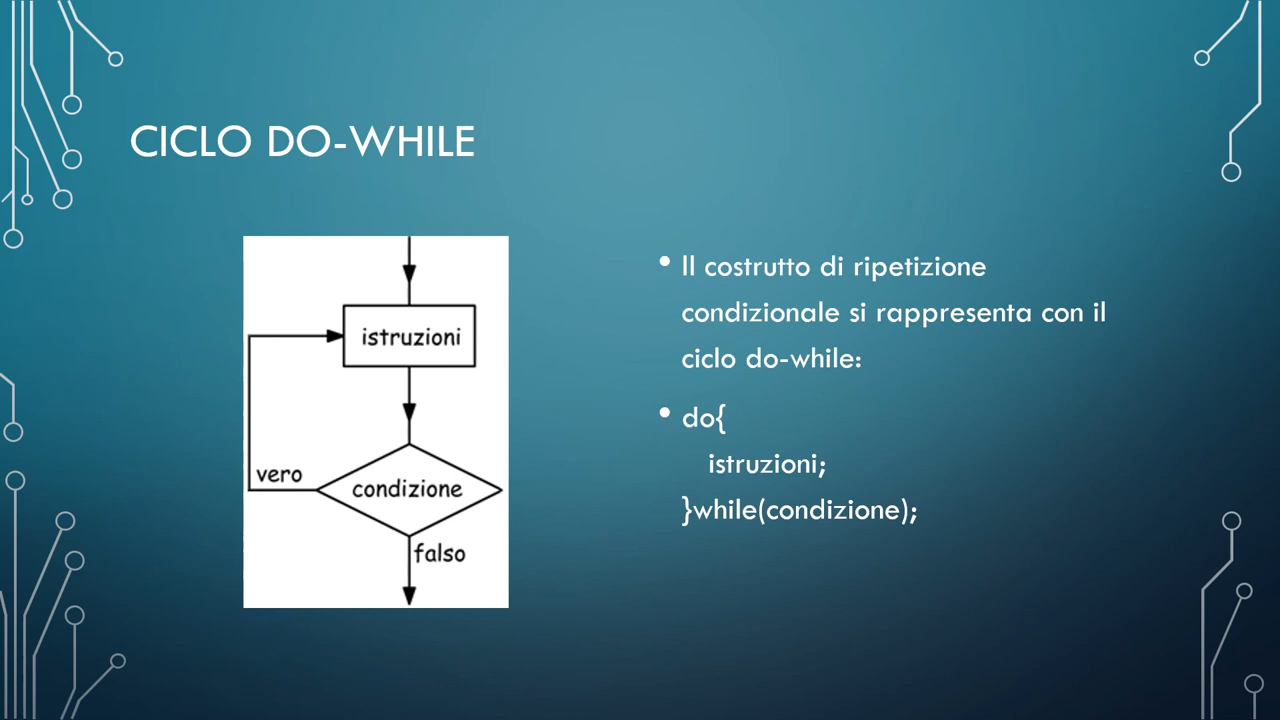 CICLO DO-WHILE
istruzioni
vero
condizione
falso
• Il costrutto di ripetizione
condizionale si rappresenta con il
ciclo do-while:
• do{
istruzioni;
}while(condizione);